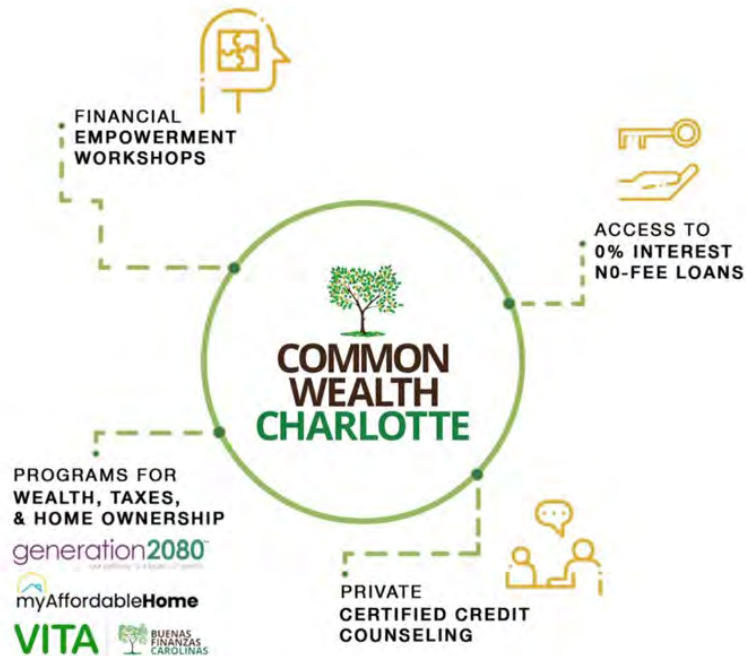 FINANCIAL
EMPOWERMENT
WORKSHOPS
ACCESS TO
0% INTEREST
N0-FEE LOANS
COMMON
WEALTH
CHARLOTTE
PROGRAMS FOR
WEALTH, TAXES,
& HOME OWNERSHIP
generation2080
myAffordableHome
VITA
BUENAS
FINANZAS
CAROLINAS
PRIVATE
CERTIFIED CREDIT
COUNSELING